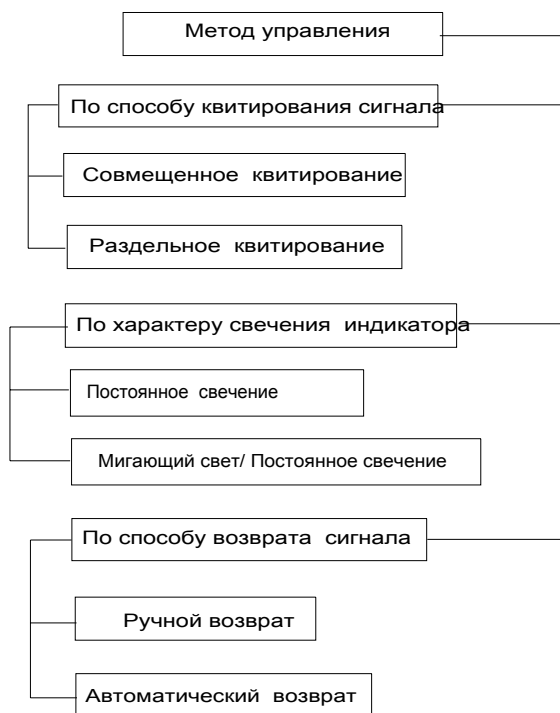 Метод управления
По способу квитирования сигнала
Совмещенное квитирование
Раздельное квитирование
По характеру свечения индикатора
Постоянное свечение
Мигающий свет/ Постоянное свечение
По способу возврата сигнала
Ручной возврат
Автоматический возврат